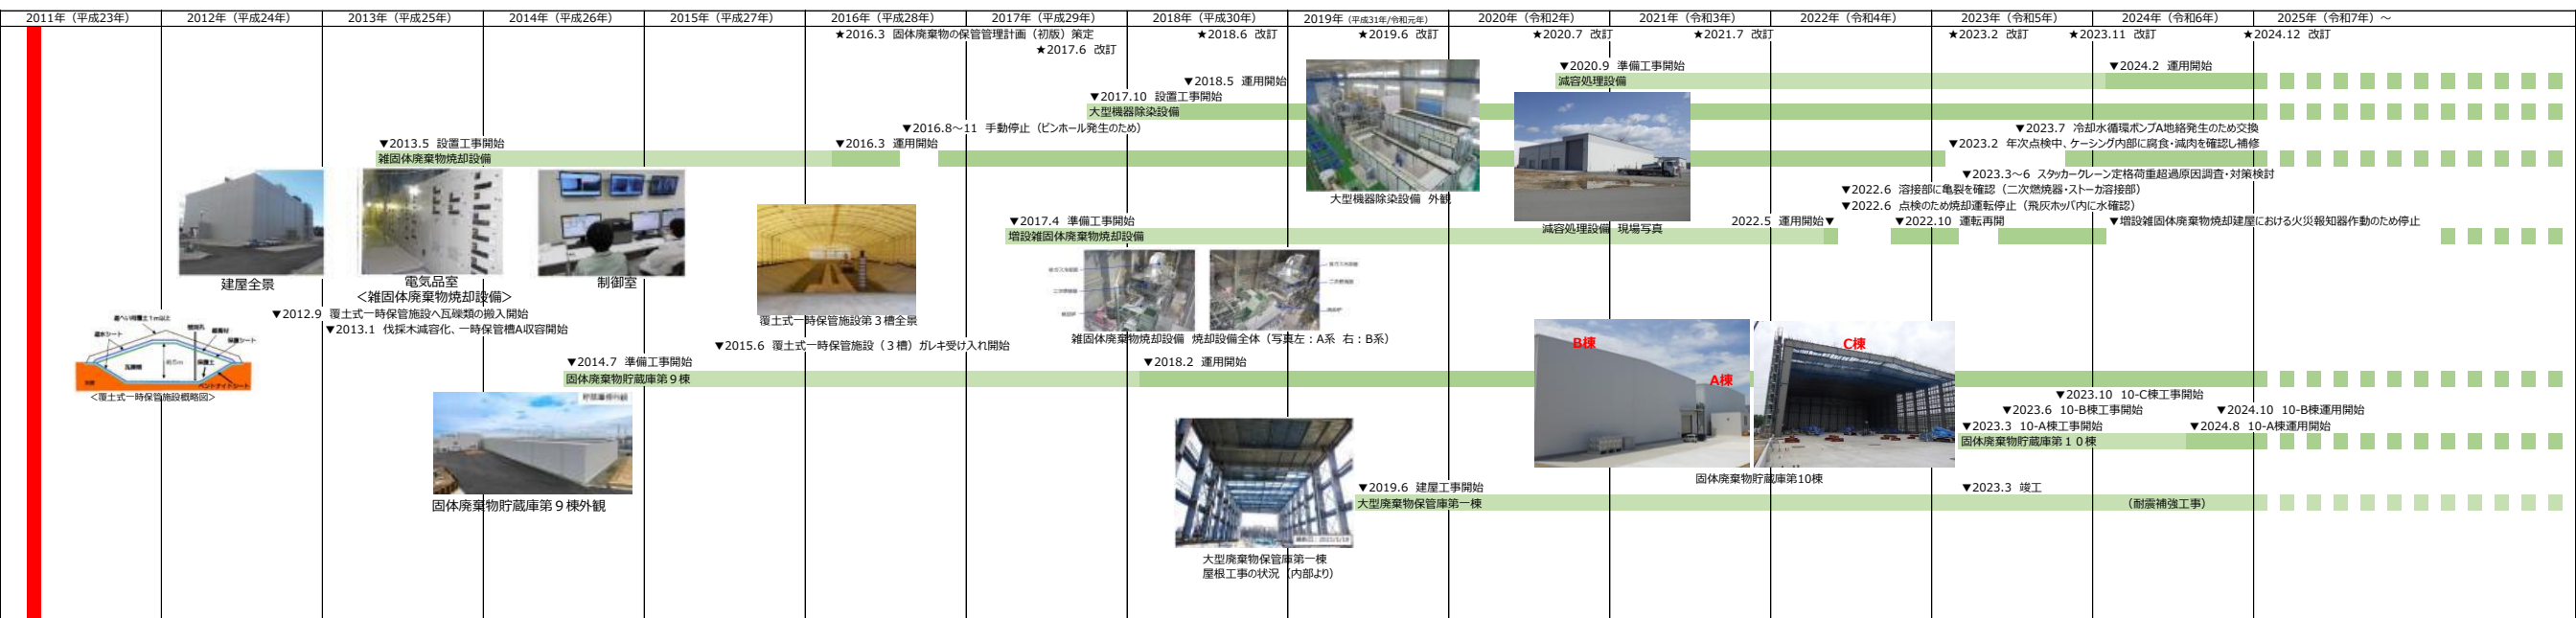 2011年（平成23年） 2012年（平成24年） 2013年（平成25年） 2014年（平成26年） 2015年（平成27年） 2016年（平成28年） 2017年（平成29年） 2018年（平成30年） 2019年（平成31年/令和元年） 2020年（令和2年） 2021年（令和3年） 2022年（令和4年） 2023年（令和5年） 2024年（令和6年） 2025年（令和7年）～
★2016.3 固体廃棄物の保管管理計画（初版）策定
★2017.6 改訂
★2018.6 改訂
★2019.6 改訂
★2020.7 改訂
★2021.7 改訂
★2023.2 改訂
★2023.11 改訂
★2024.12 改訂
▼2020.9 準備工事開始
▼2024.2 運用開始
減容処理設備
▼2018.5 運用開始
▼2017.10 設置工事開始
大型機器除染設備
▼2016.8～11 手動停止（ピンホール発生のため）
▼2013.5 設置工事開始
▼2016.3 運用開始
雑固体廃棄物焼却設備
▼2023.7 冷却水循環ポンプA地絡発生のため交換
▼2023.2 年次点検中、ケーシング内部に腐食・減肉を確認し補修
▼2023.3～6 スタッカークレーン定格荷重超過原因調査・対策検討
▼2022.6 溶接部に亀裂を確認（二次燃焼器・ストーカ溶接部）
▼2022.6 点検のため焼却運転停止（飛灰ホッパ内に水確認）
▼2017.4 準備工事開始
2022.5 運用開始▼
▼2022.10 運転再開
▼増設雑固体廃棄物焼却建屋における火災報知器作動のため停止
増設雑固体廃棄物焼却設備
大型機器除染設備 外観
減容処理設備 現場写真
建屋全景
電気品室
制御室
＜雑固体廃棄物焼却設備＞
▼2012.9 覆土式一時保管施設へ瓦礫類の搬入開始
▼2013.1 伐採木減容化、一時保管槽A収容開始
覆土式一時保管施設第３槽全景
雑固体廃棄物焼却設備 焼却設備全体（写真左：A系 右：B系）
▼2015.6 覆土式一時保管施設（３槽）ガレキ受け入れ開始
遮水シート
観測孔
保護シート
約5m
瓦礫類
保護土
ベントナイトシート
＜覆土式一時保管施設概略図＞
▼2014.7 準備工事開始
▼2018.2 運用開始
固体廃棄物貯蔵庫第９棟
固体廃棄物貯蔵庫第９棟外観
B棟
A棟
C棟
固体廃棄物貯蔵庫第10棟
▼2023.10 10-C棟工事開始
▼2023.6 10-B棟工事開始
▼2024.10 10-B棟運用開始
▼2023.3 10-A棟工事開始
▼2024.8 10-A棟運用開始
固体廃棄物貯蔵庫第１０棟
▼2019.6 建屋工事開始
▼2023.3 竣工
大型廃棄物保管庫第一棟
（耐震補強工事）
大型廃棄物保管庫第一棟
屋根工事の状況（内部より）